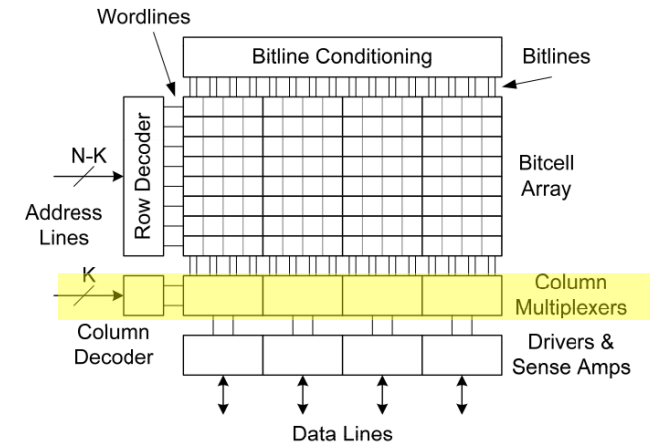 Wordlines
Bitline Conditioning
Bitlines
Row Decoder
N-K
Address
Lines
Bitcell
Array
K
Column
Multiplexers
Column
Decoder
Drivers &
Sense Amps
Data Lines